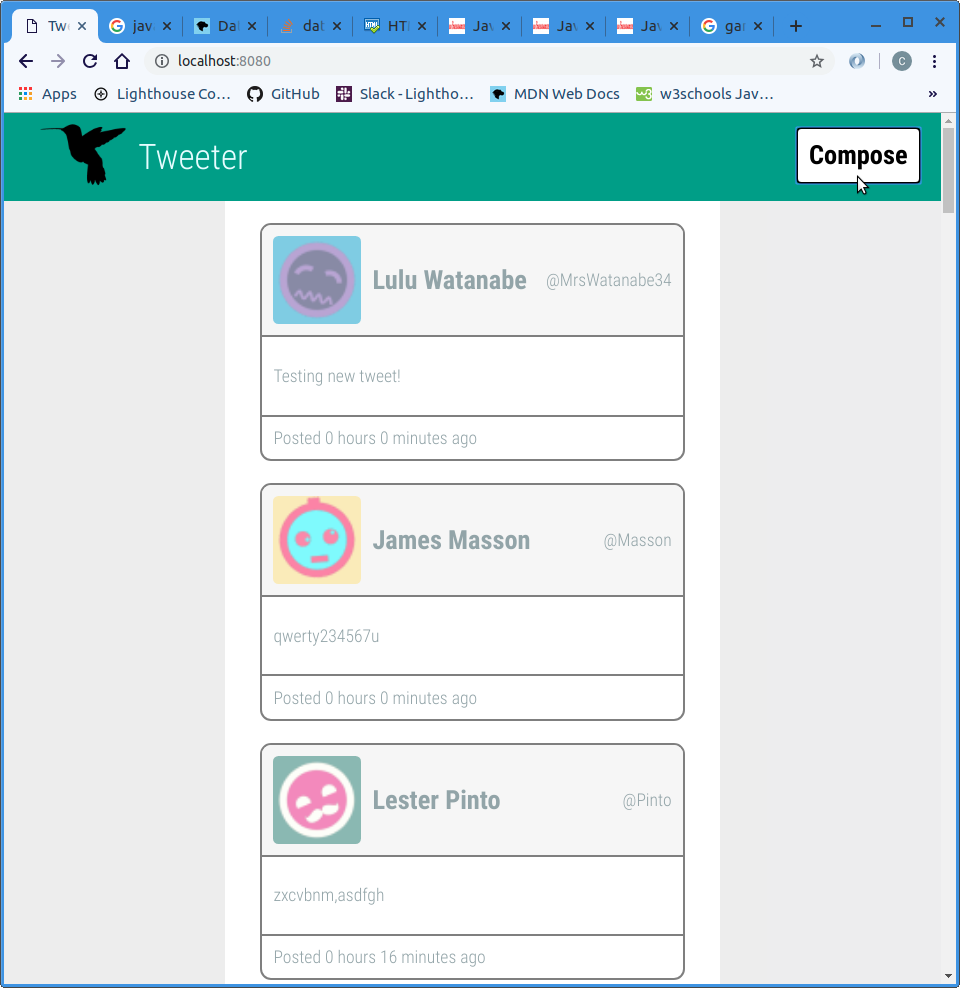 Tw
jav
Dat
dat
HT
Jav
Jav
Jav
gar
localhost:8080
C
Apps
Lighthouse Co...
GitHub
Slack - Lightho...
MDN Web Docs
w3schools Jav...
»
Tweeter
Compose
Lulu Watanabe @MrsWatanabe34
Testing new tweet!
Posted 0 hours 0 minutes ago
James Masson @Masson
qwerty234567u
Posted 0 hours 0 minutes ago
Lester Pinto @Pinto
zxcvbnm,asdfgh
Posted 0 hours 16 minutes ago